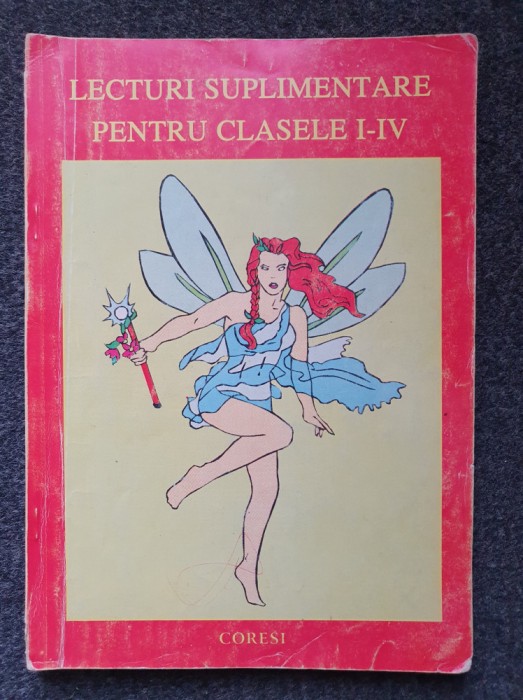 LECTURI SUPLIMENTARE
PENTRU CLASELE I-IV
CORESI